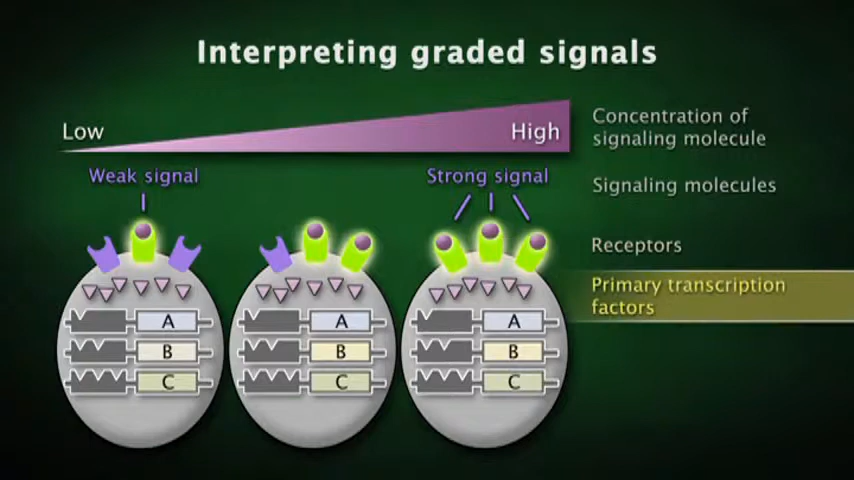 Interpreting graded signals
Low
High
Concentration of
signaling molecule
Weak signal
Strong signal
Signaling molecules
Receptors
Primary transcription
factors
A
A
A
B
B
B
C
C
C